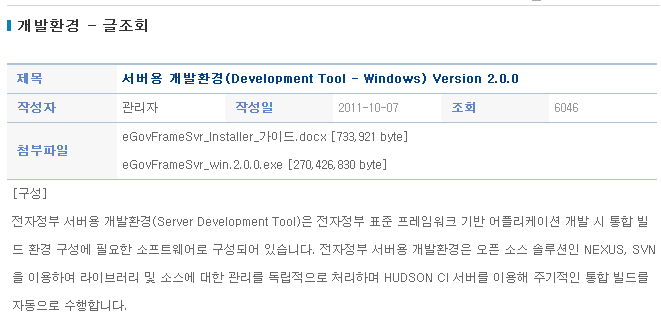 개발환경 - 글조회
제목 서버용 개발환경(Development Tool - Windows) Version 2.0.0
작성자 관리자 작성일 2011-10-07 조회 6046
첨부파일
eGovFrameSvr_Installer_가이드.docx [733,921 byte]
eGovFrameSvr_win.2.0.0.exe [270,426,830 byte]
[구성]
전자정부 서버용 개발환경(Server Development Tool)은 전자정부 표준 프레임워크 기반 어플리케이션 개발 시 통합 빌
드 환경 구성에 필요한 소프트웨어로 구성되어 있습니다. 전자정부 서버용 개발환경은 오픈 소스 솔루션인 NEXUS, SVN
을 이용하여 라이브러리 및 소스에 대한 관리를 독립적으로 처리하며 HUDSON CI 서버를 이용해 주기적인 통합 빌드를
자동으로 수행합니다.